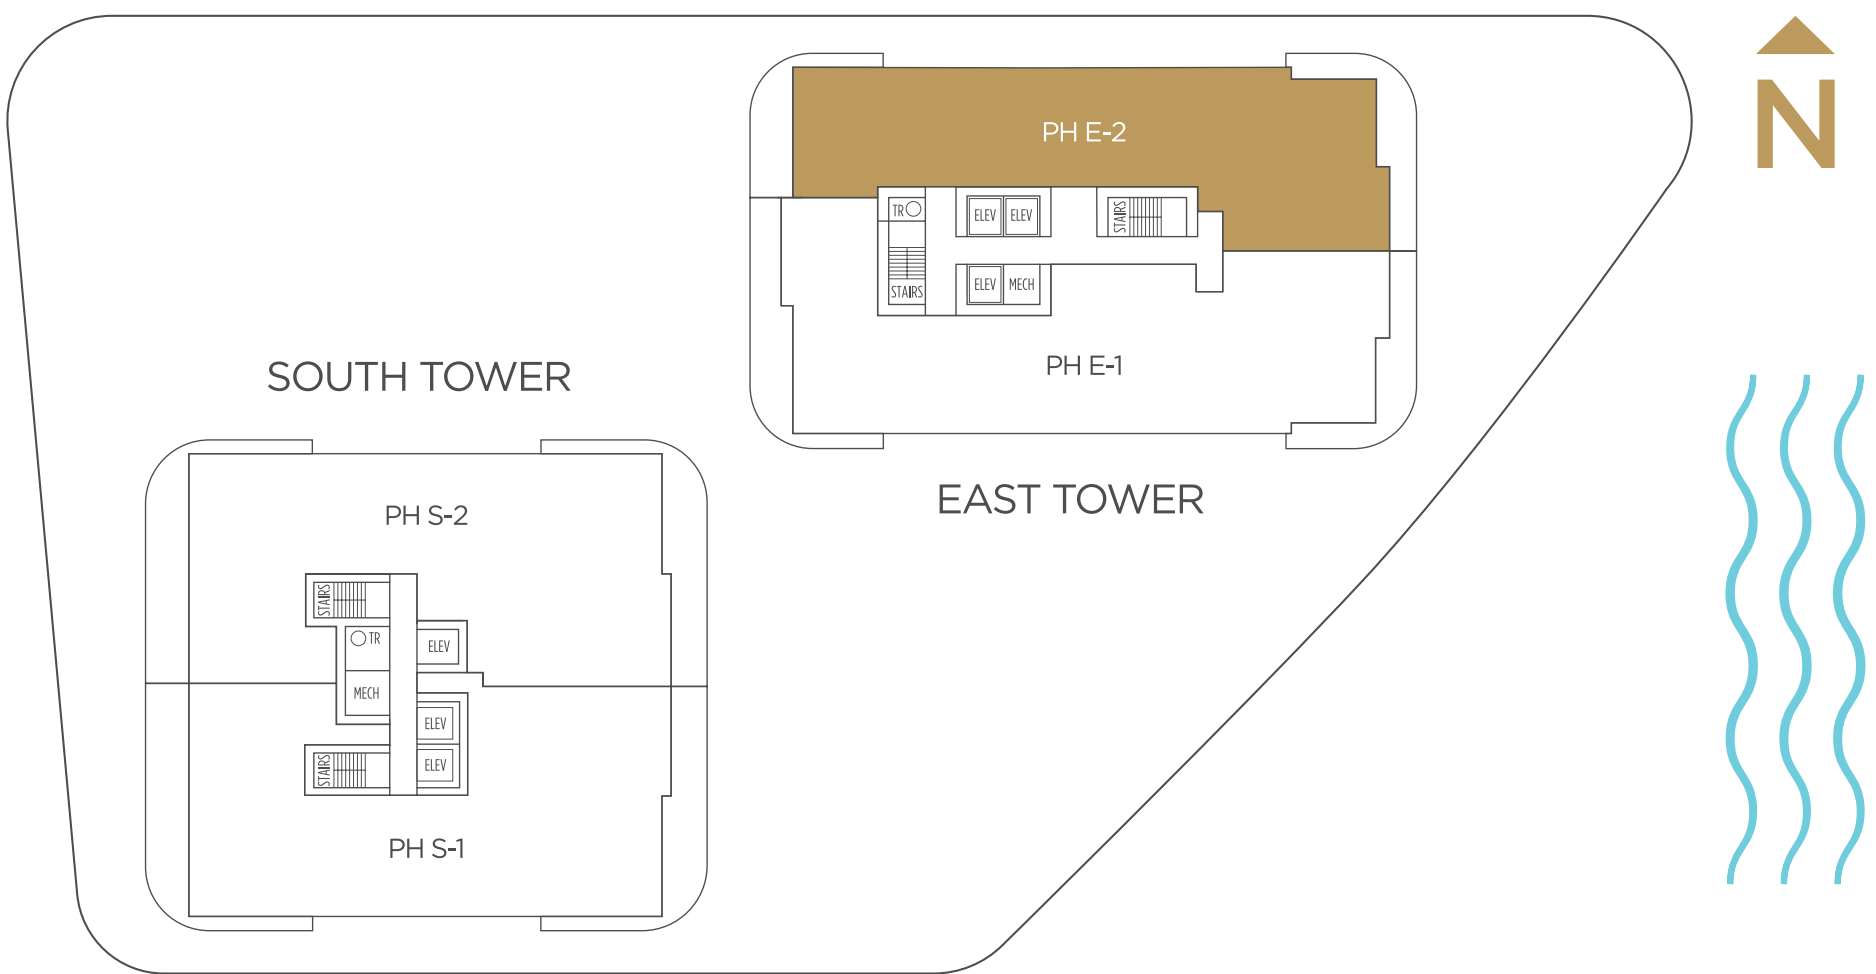 N
PH E-2
TR
ELEV
ELEV
STAIRS
STAIRS
ELEV
MECH
PH E-1
EAST TOWER
SOUTH TOWER
PH S-2
STAIRS
TR
ELEV
MECH
ELEV
STAIRS
ELEV
PH S-1